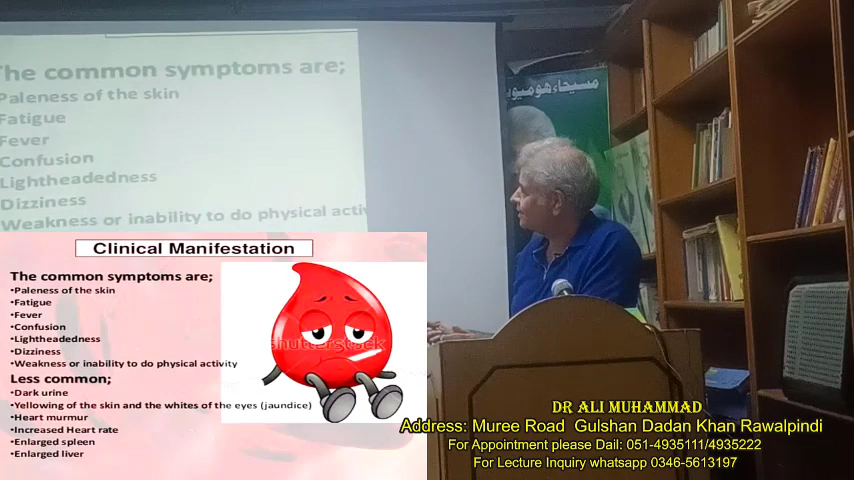 The common symptoms are;
Paleness of the skin
Fatigue
Fever
Confusion
Lightheadedness
Dizziness
Weakness or inability to do physical acti
مسیحاء ہومیو
Clinical Manifestation
The common symptoms are;
•Paleness of the skin
•Fatigue
•Fever
•Confusion
•Lightheadedness
•Dizziness
•Weakness or inability to do physical activity
Less common;
•Dark urine
•Yellowing of the skin and the whites of the eyes (jaundice)
•Heart murmur
•Increased Heart rate
•Enlarged spleen
•Enlarged liver
shutterstock
DR ALI MUHAMMAD
Address: Muree Road Gulshan Dadan Khan Rawalpindi
For Appointment please Dail: 051-4935111/4935222
For Lecture Inquiry whatsapp 0346-5613197